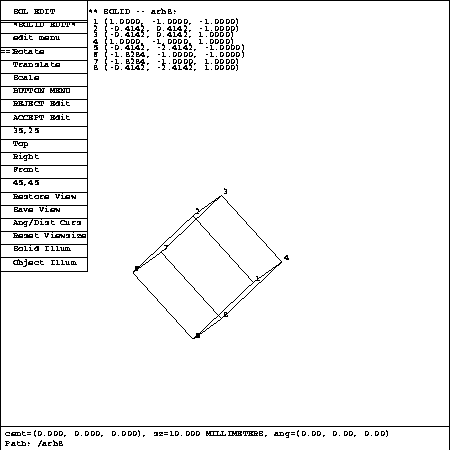 SOL EDIT
** SOLID -- arb8:
*SOLID EDIT*
edit menu
==Rotate
Translate
Scale
BUTTON MENU
REJECT Edit
ACCEPT Edit
35,25
Top
Right
Front
45,45
Restore View
Save View
Ang/Dist Curs
Reset Viewsize
Solid Illum
Object Illum
1 (1.0000, -1.0000, -1.0000)
2 (-0.4142, 0.4142, -1.0000)
3 (-0.4142, 0.4142, 1.0000)
4 (1.0000, -1.0000, 1.0000)
5 (-0.4142, -2.4142, -1.0000)
6 (-1.8284, -1.0000, -1.0000)
7 (-1.8284, -1.0000, 1.0000)
8 (-0.4142, -2.4142, 1.0000)
3
2
7
4
1
8
cent=(0.000, 0.000, 0.000), sz=10.000 MILLIMETERS, ang=(0.00, 0.00, 0.00)
Path: /arb8